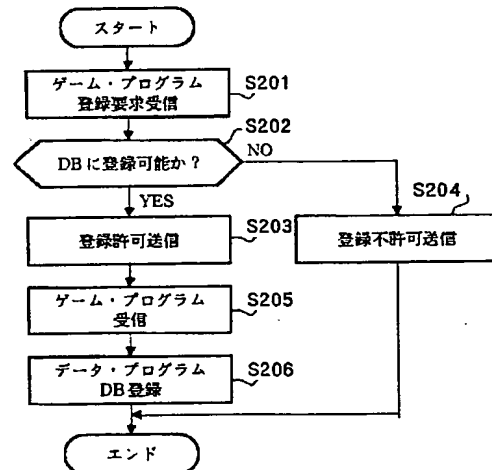 スタート
ゲーム・プログラム
登録要求受信
S201
S202
DBに登録可能か?
NO
YES
S203
登録許可送信
S204
登録不許可送信
ゲーム・プログラム
受信
S205
データ・プログラム
DB登録
S206
エンド